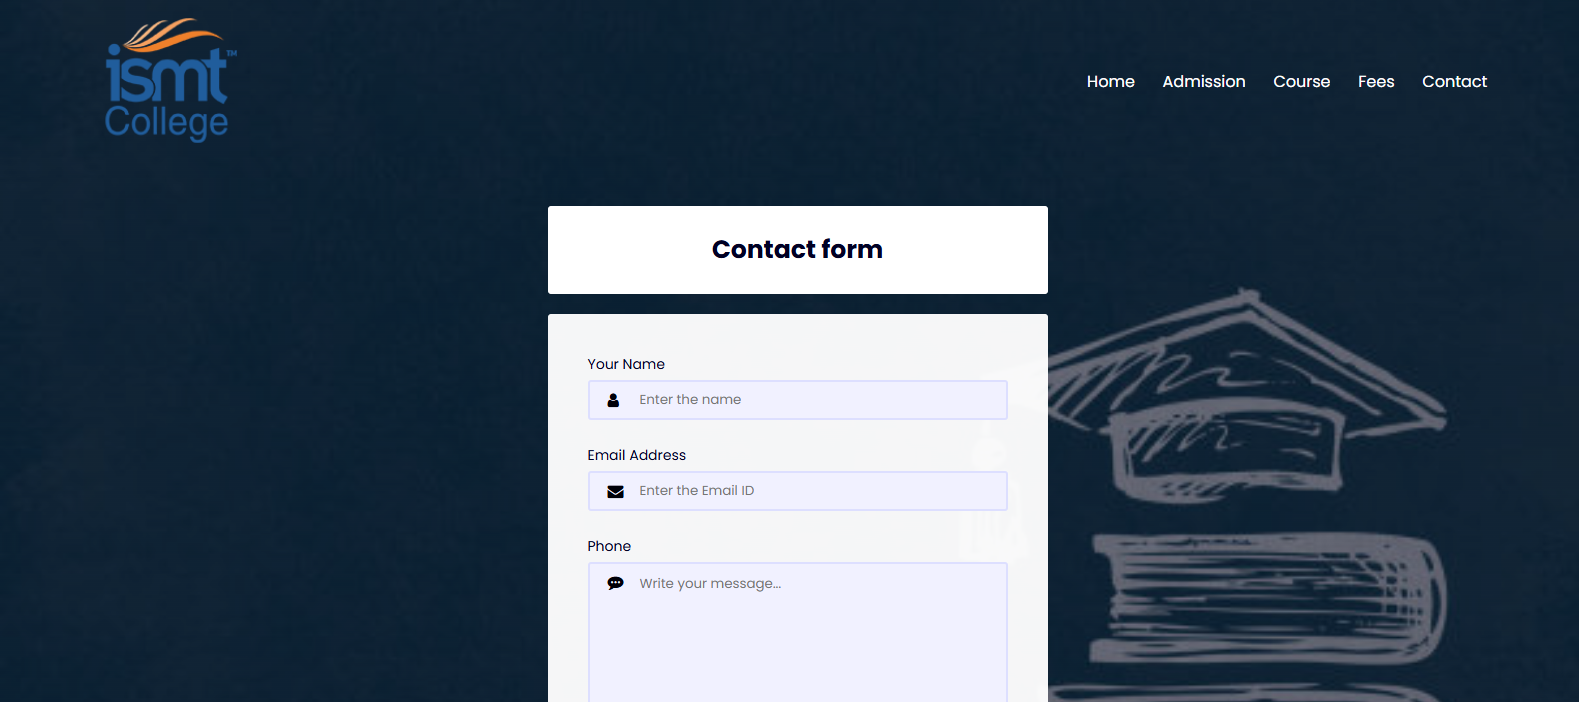 ismt™
College
Home Admission Course Fees Contact
Contact form
Your Name
Enter the name
Email Address
Enter the Email ID
Phone
Write your message...